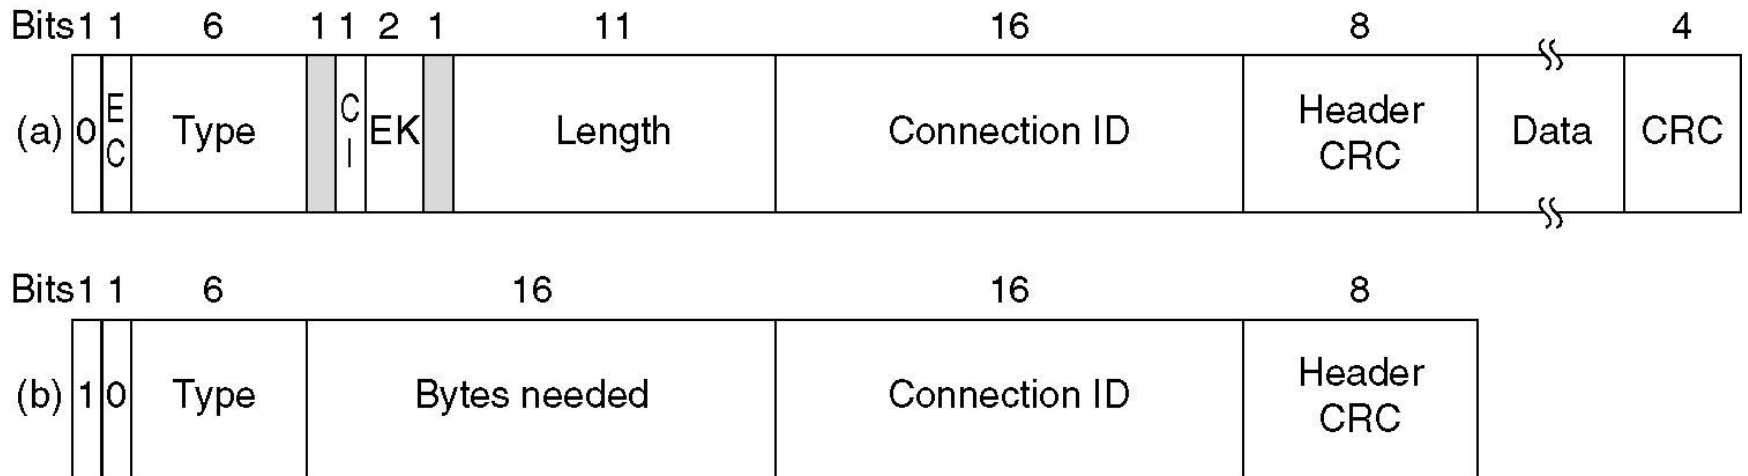 Bits 1 1 6 1 1 2 1 11 16 8 4
(a) 0 EC Type CI EK Length Connection ID Header CRC Data CRC
Bits 1 1 6 16 16 8
(b) 1 0 Type Bytes needed Connection ID Header CRC